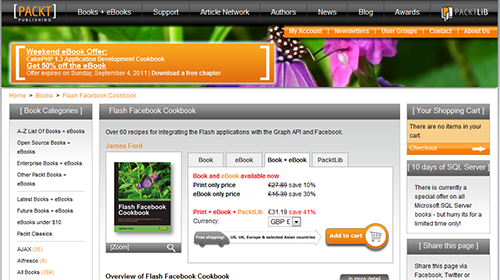 [ PACKT ]
PUBLISHING
Books + eBooks Support Article Network Authors News Blog Awards PACKTLIB
My Account | Newsletters | User Groups | Contact | About Us
Weekend eBook Offer:
CakePHP 1.3 Application Development Cookbook
Get 50% off the eBook
Offer expires on Sunday, September 4, 2011 | Download a free chapter
Home > Books > Flash Facebook Cookbook
[ Book Categories ]
A-Z List Of Books + eBooks
Open Source Books + eBooks
Enterprise Books + eBooks
Other Packt Books + eBooks
Latest Books + eBooks
Future Books + eBooks
eBooks under $10
Packt Classics
AJAX (35)
Alfresco (8)
All Books (784)
Flash Facebook Cookbook
Over 60 recipes for integrating the Flash applications with the Graph API and Facebook.
James Ford
Flash Facebook
Cookbook
[Zoom]
Book eBook Book + eBook PacktLib
Book and eBook available now
Print only price £27.89 save 10%
eBook only price £15.39 save 30%
Print + eBook + PacktLib £31.19 save 41%
Currency: GBP £
Free shipping! UK, US, Europe & selected Asian countries
Add to cart
Overview of Flash Facebook Cookbook
in more detail
[ Your Shopping Cart ]
There are no items in your cart.
Checkout
[ 10 days of SQL Server ]
There is currently a special offer on all Microsoft SQL Server books - but hurry its for a limited time only!
[ Share this page ]
Share this page via Facebook, Twitter or